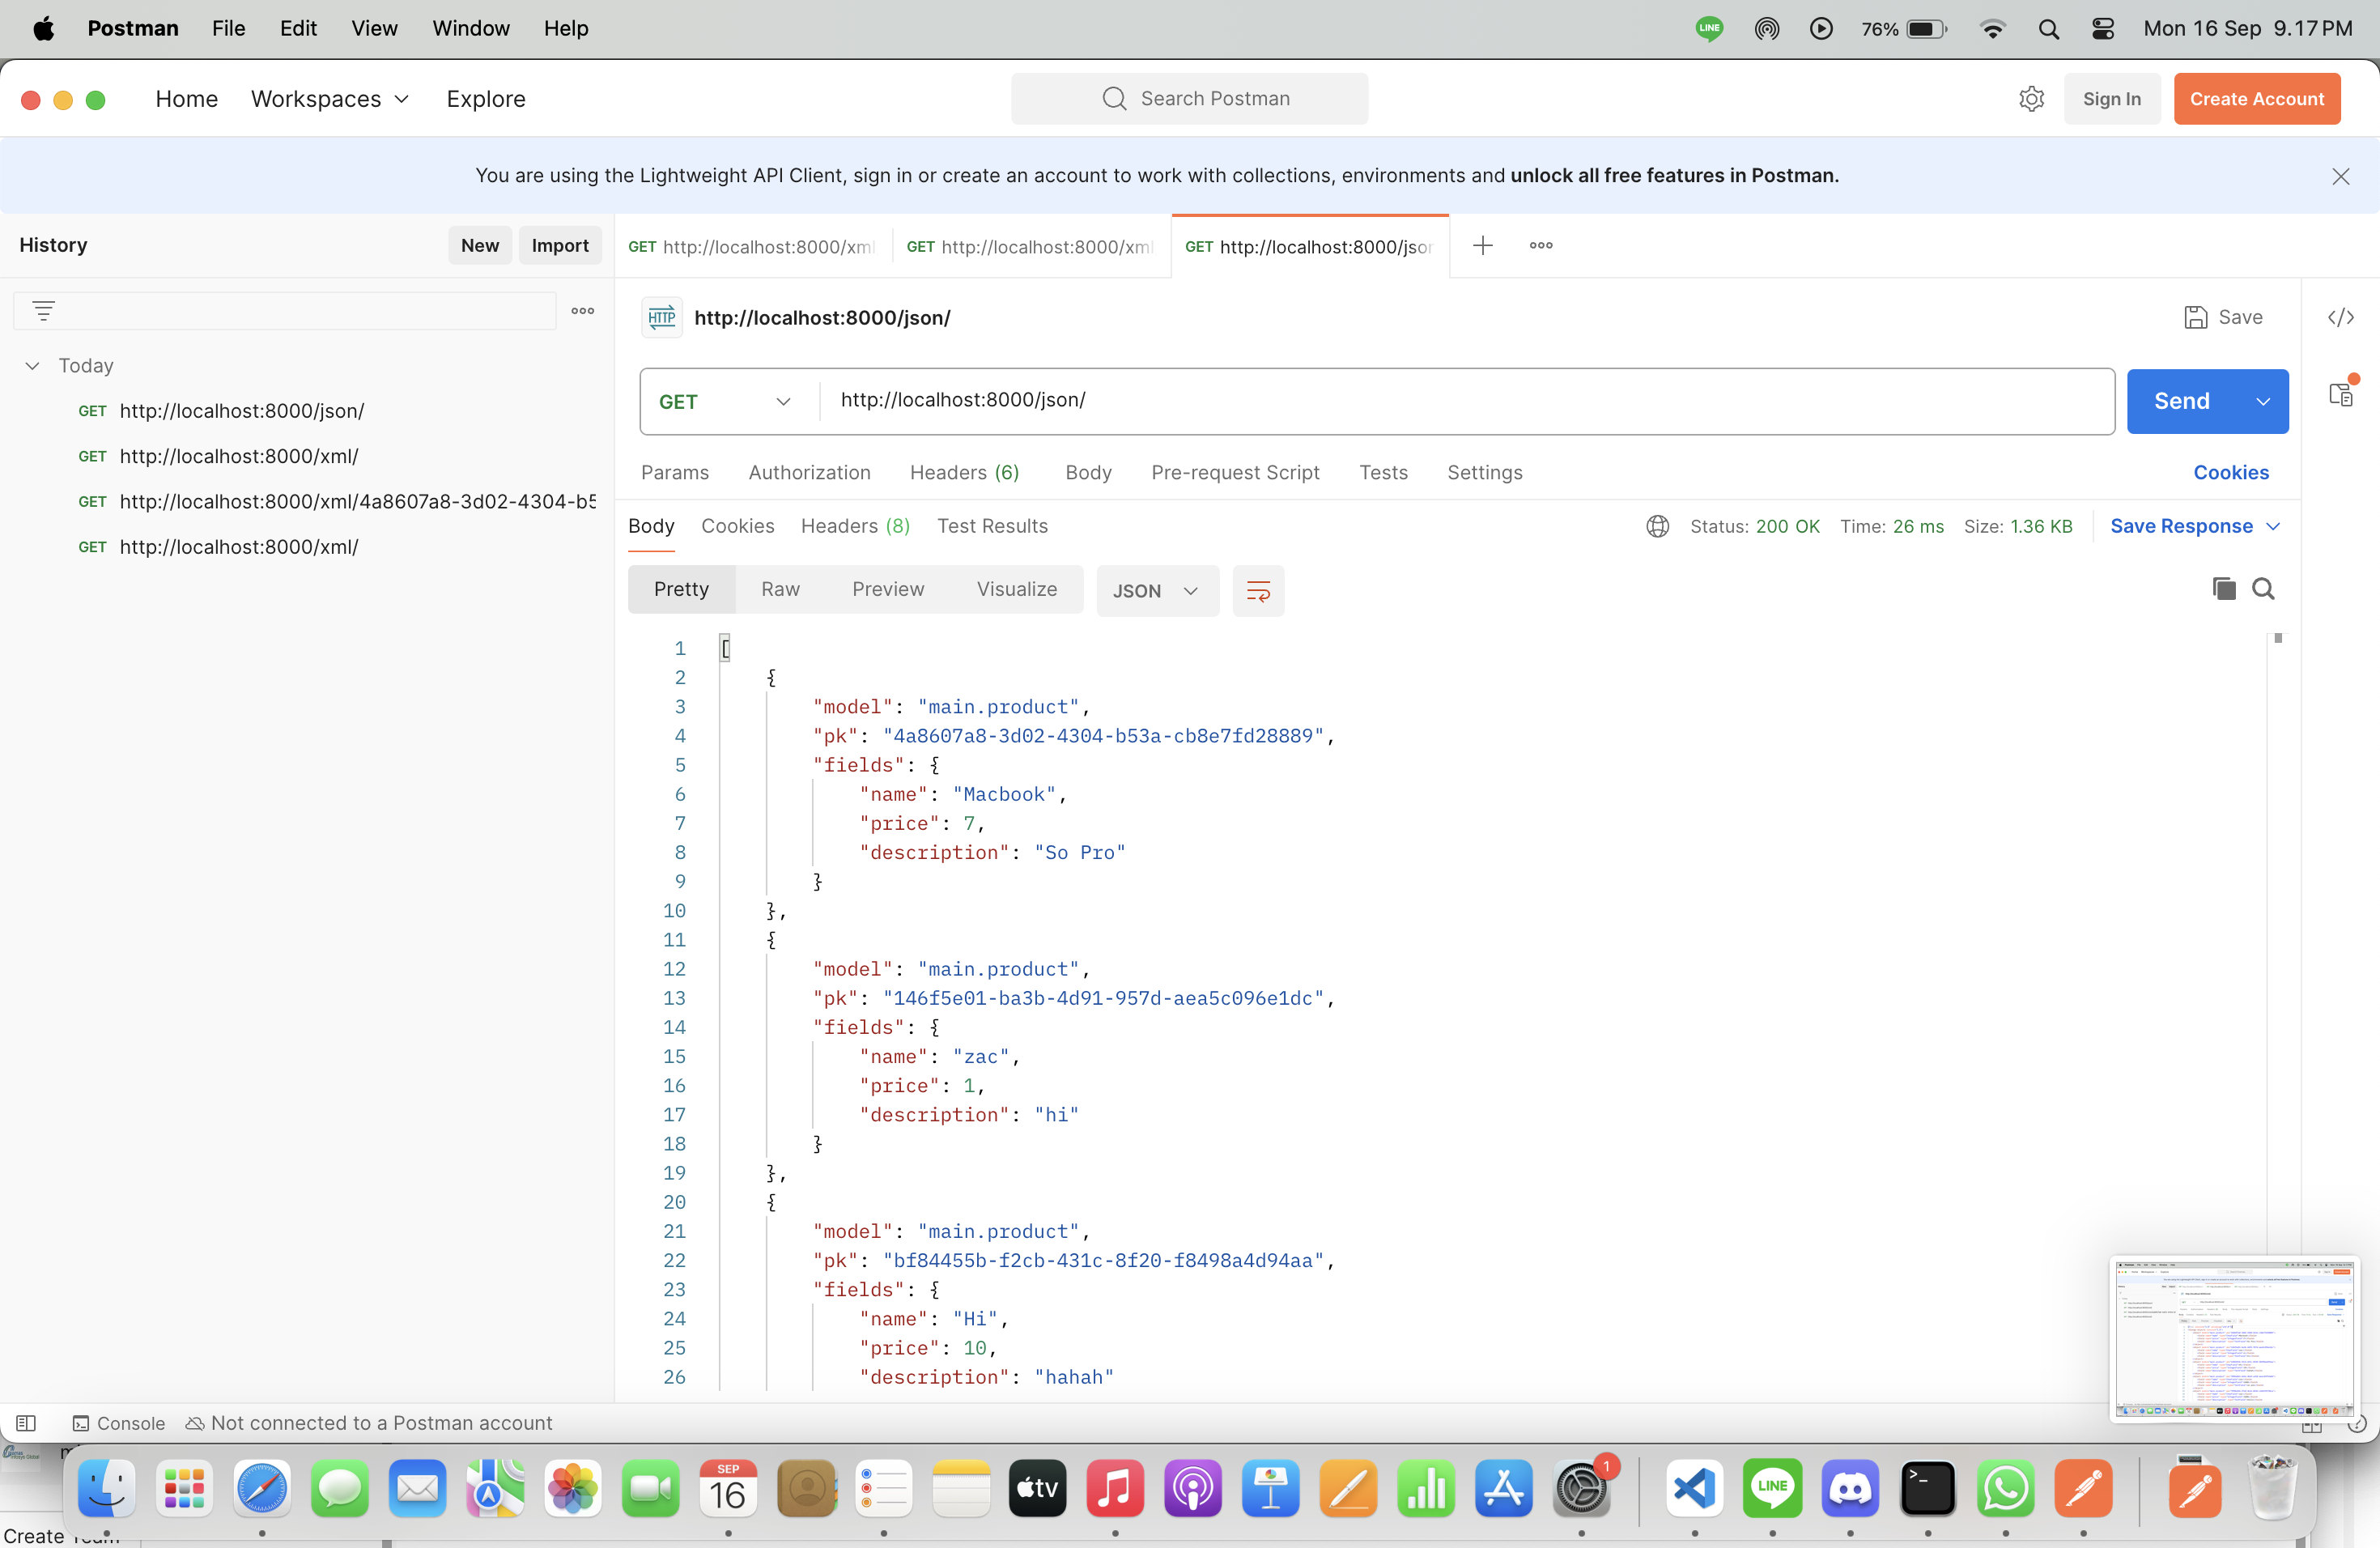 Postman File Edit View Window Help LINE 76% Mon 16 Sep 9.17 PM
Home Workspaces Explore Search Postman Sign In Create Account
You are using the Lightweight API Client, sign in or create an account to work with collections, environments and unlock all free features in Postman.
History New Import GET http://localhost:8000/xml GET http://localhost:8000/xml GET http://localhost:8000/jsor
Today
GET http://localhost:8000/json/
GET http://localhost:8000/xml/
GET http://localhost:8000/xml/4a8607a8-3d02-4304-b5
GET http://localhost:8000/xml/
HTTP http://localhost:8000/json/ Save
GET http://localhost:8000/json/ Send
Params Authorization Headers (6) Body Pre-request Script Tests Settings Cookies
Body Cookies Headers (8) Test Results Status: 200 OK Time: 26 ms Size: 1.36 KB Save Response
Pretty Raw Preview Visualize JSON
1 [
2 {
3 "model": "main.product",
4 "pk": "4a8607a8-3d02-4304-b53a-cb8e7fd28889",
5 "fields": {
6 "name": "Macbook",
7 "price": 7,
8 "description": "So Pro"
9 }
10 },
11 {
12 "model": "main.product",
13 "pk": "146f5e01-ba3b-4d91-957d-aea5c096e1dc",
14 "fields": {
15 "name": "zac",
16 "price": 1,
17 "description": "hi"
18 }
19 },
20 {
21 "model": "main.product",
22 "pk": "bf84455b-f2cb-431c-8f20-f8498a4d94aa",
23 "fields": {
24 "name": "Hi",
25 "price": 10,
26 "description": "hahah"
Console Not connected to a Postman account
SEP
16
tv
1
LINE
Create Team